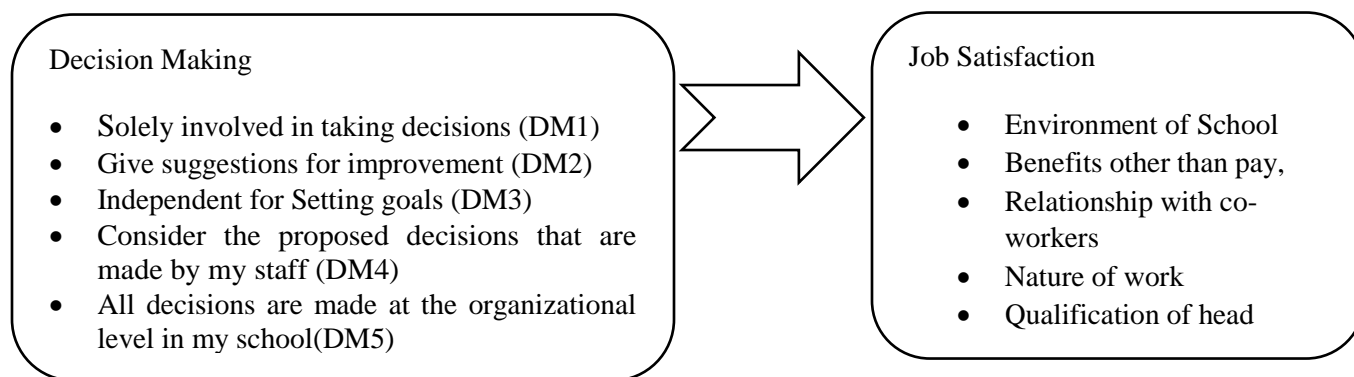 Decision Making
• Solely involved in taking decisions (DM1)
• Give suggestions for improvement (DM2)
• Independent for Setting goals (DM3)
• Consider the proposed decisions that are
made by my staff (DM4)
• All decisions are made at the organizational
level in my school(DM5)
Job Satisfaction
• Environment of School
• Benefits other than pay,
• Relationship with co-
workers
• Nature of work
• Qualification of head